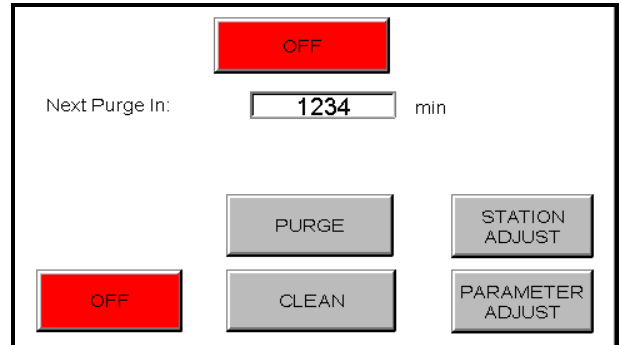 OFF
Next Purge In: 1234 min
PURGE
STATION
ADJUST
OFF
CLEAN
PARAMETER
ADJUST